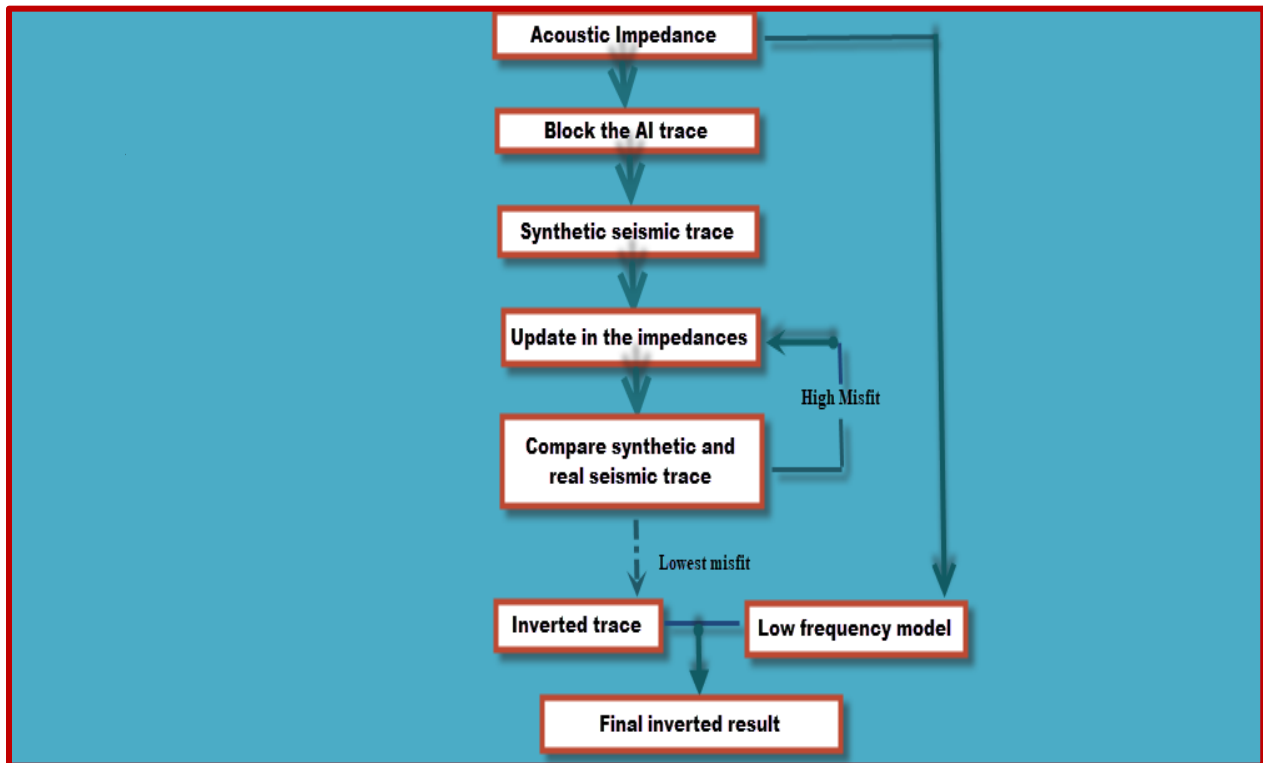 Acoustic Impedance
Block the AI trace
Synthetic seismic trace
Update in the impedances
High Misfit
Compare synthetic and
real seismic trace
Lowest misfit
Inverted trace
Low frequency model
Final inverted result